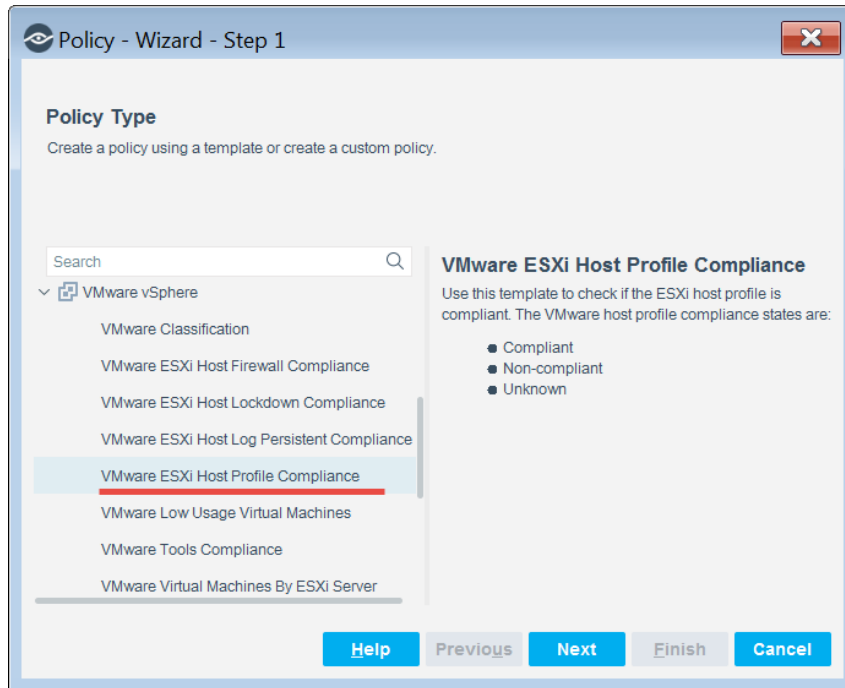 Policy - Wizard - Step 1
Policy Type
Create a policy using a template or create a custom policy.
Search
VMware vSphere
VMware Classification
VMware ESXi Host Firewall Compliance
VMware ESXi Host Lockdown Compliance
VMware ESXi Host Log Persistent Compliance
VMware ESXi Host Profile Compliance
VMware Low Usage Virtual Machines
VMware Tools Compliance
VMware Virtual Machines By ESXi Server
VMware ESXi Host Profile Compliance
Use this template to check if the ESXi host profile is
compliant. The VMware host profile compliance states are:
Compliant
Non-compliant
Unknown
Help Previous Next Finish Cancel